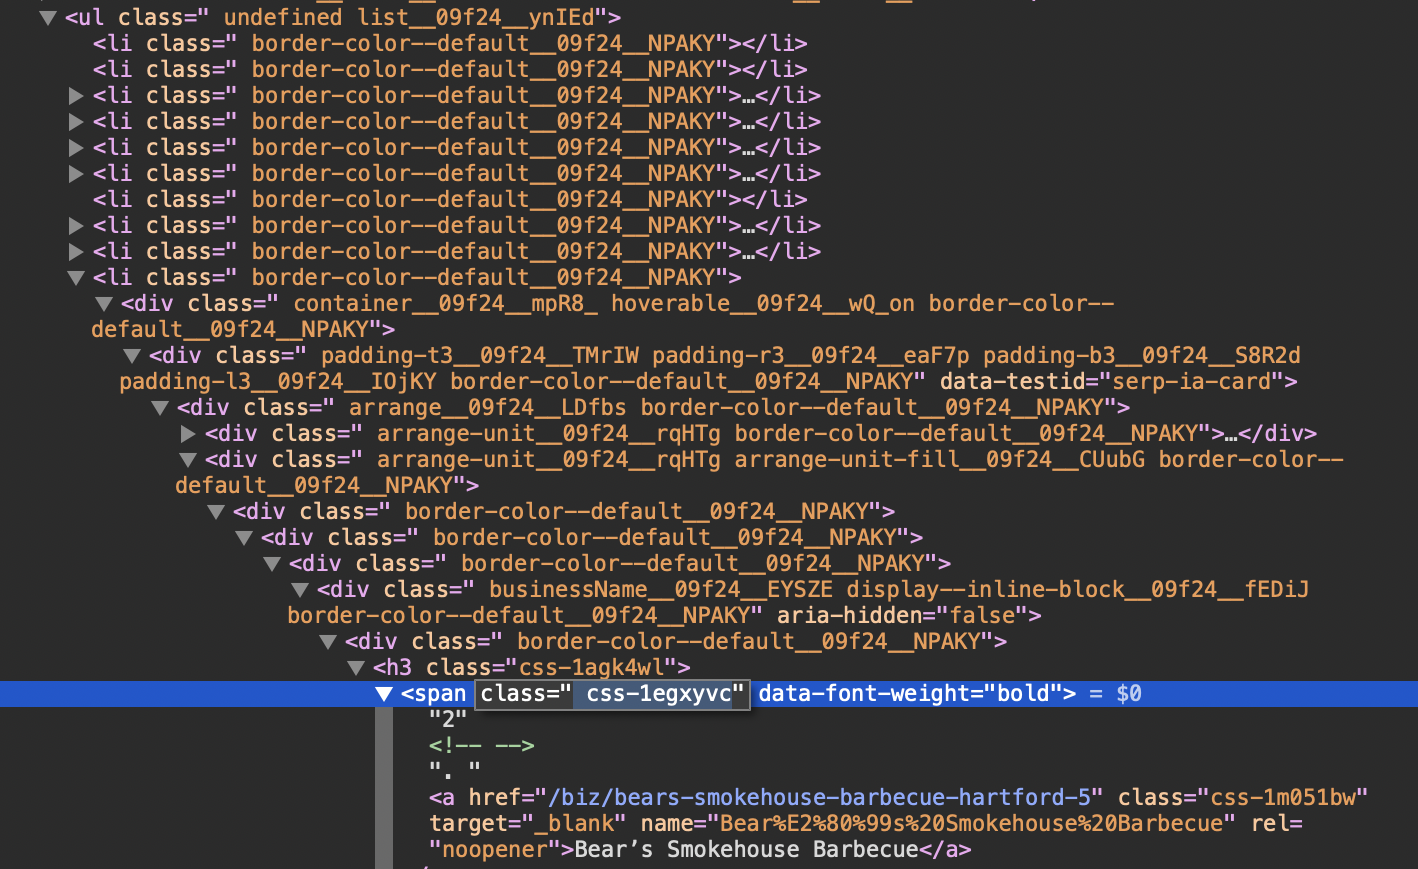 <ul class=" undefined list__09f24__ynIEd">
<li class=" border-color--default__09f24__NPAKY"></li>
<li class=" border-color--default__09f24__NPAKY"></li>
<li class=" border-color--default__09f24__NPAKY">…</li>
<li class=" border-color--default__09f24__NPAKY">…</li>
<li class=" border-color--default__09f24__NPAKY">…</li>
<li class=" border-color--default__09f24__NPAKY">…</li>
<li class=" border-color--default__09f24__NPAKY"></li>
<li class=" border-color--default__09f24__NPAKY">…</li>
<li class=" border-color--default__09f24__NPAKY">…</li>
<li class=" border-color--default__09f24__NPAKY">
<div class=" container__09f24__mpR8_ hoverable__09f24__wQ_on border-color--
default__09f24__NPAKY">
<div class=" padding-t3__09f24__TMrIW padding-r3__09f24__eaF7p padding-b3__09f24__S8R2d
padding-l3__09f24__IOjKY border-color--default__09f24__NPAKY" data-testid="serp-ia-card">
<div class=" arrange__09f24__LDfbs border-color--default__09f24__NPAKY">
<div class=" arrange-unit__09f24__rqHTg border-color--default__09f24__NPAKY">…</div>
<div class=" arrange-unit__09f24__rqHTg arrange-unit-fill__09f24__CUubG border-color--
default__09f24__NPAKY">
<div class=" border-color--default__09f24__NPAKY">
<div class=" border-color--default__09f24__NPAKY">
<div class=" border-color--default__09f24__NPAKY">
<div class=" businessName__09f24__EYSZE display--inline-block__09f24__fEDiJ
border-color--default__09f24__NPAKY" aria-hidden="false">
<div class=" border-color--default__09f24__NPAKY">
<h3 class="css-1agk4wl">
<span class=" css-1egxyvc" data-font-weight="bold"> = $0
"2"
<!-- -->
". "
<a href="/biz/bears-smokehouse-barbecue-hartford-5" class="css-1m051bw"
target="_blank" name="Bear%E2%80%99s%20Smokehouse%20Barbecue" rel=
"noopener">Bear’s Smokehouse Barbecue</a>